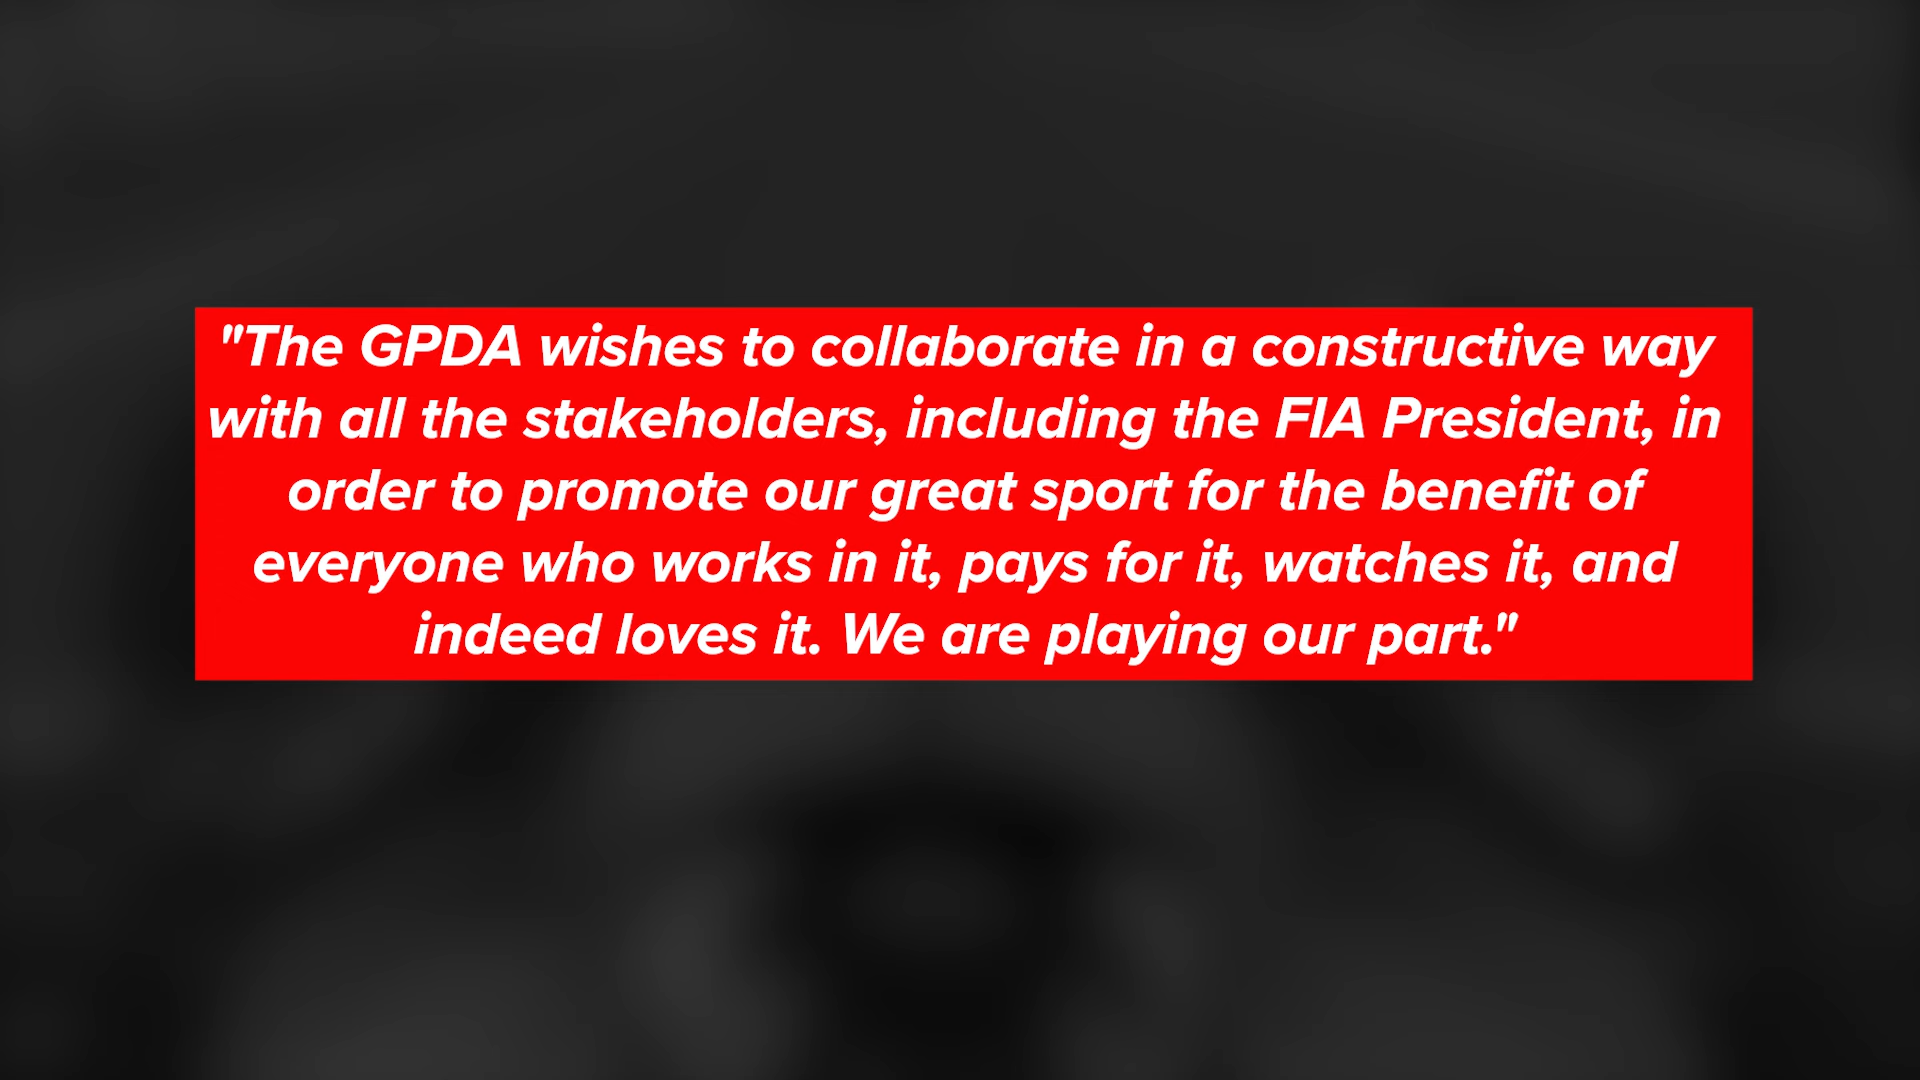 "The GPDA wishes to collaborate in a constructive way
with all the stakeholders, including the FIA President, in
order to promote our great sport for the benefit of
everyone who works in it, pays for it, watches it, and
indeed loves it. We are playing our part."